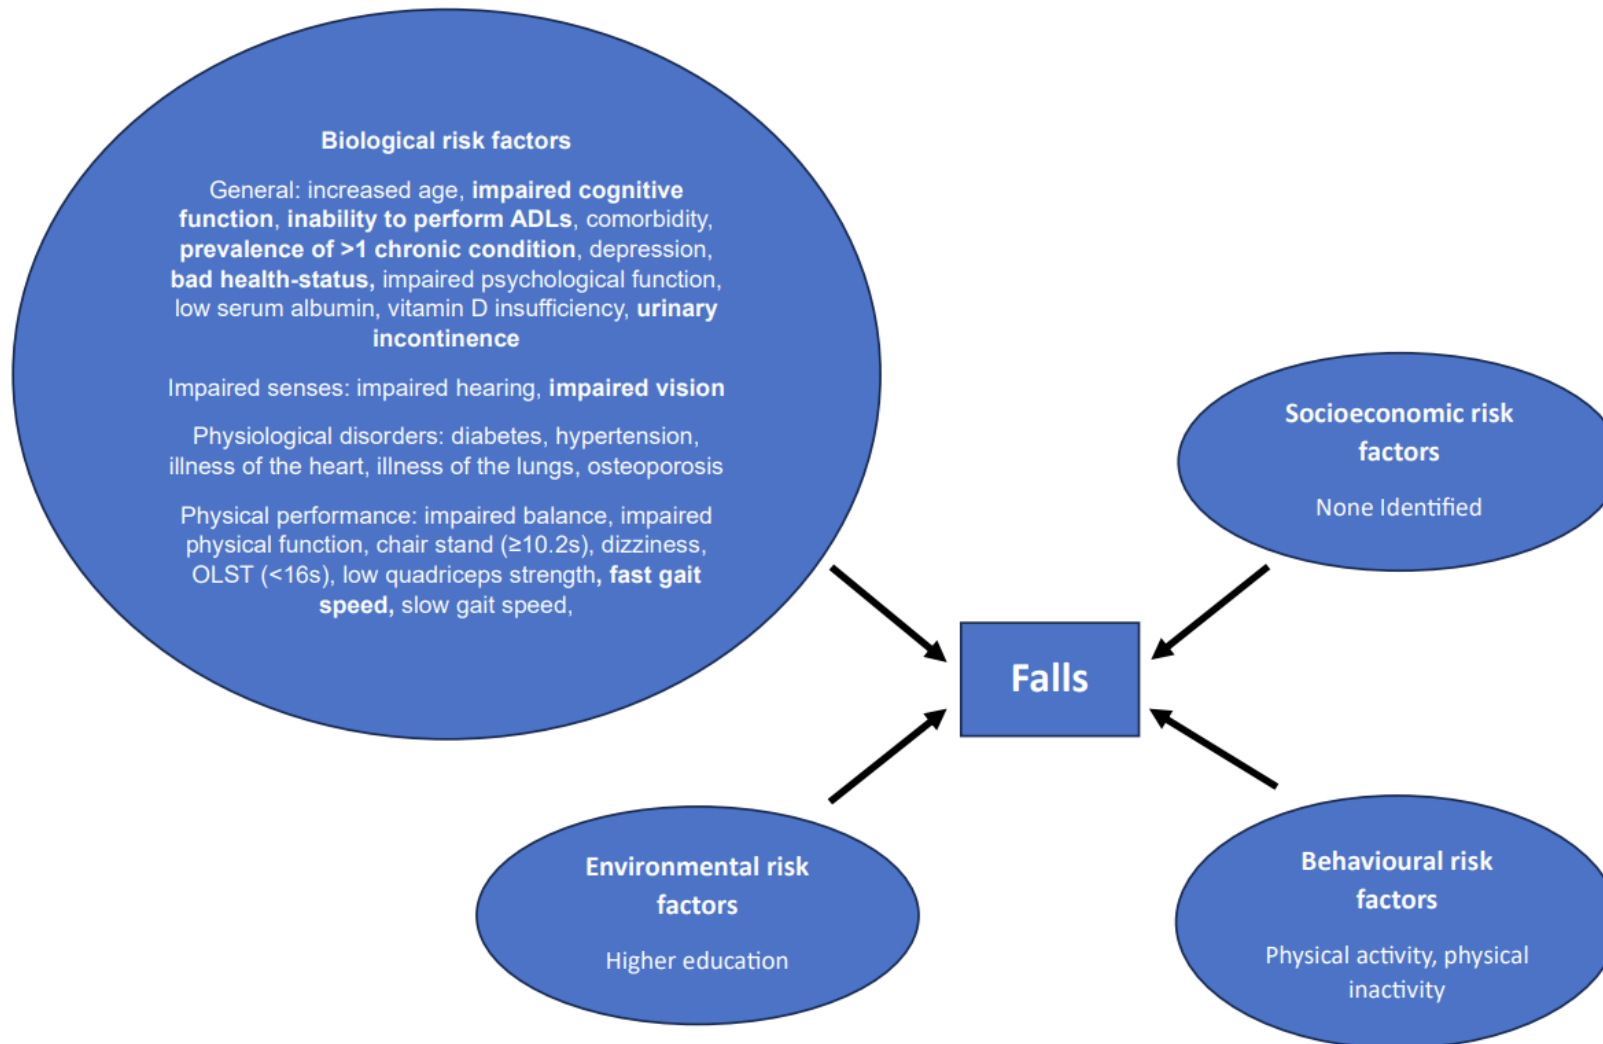 Biological risk factors
General: increased age, impaired cognitive
function, inability to perform ADLs, comorbidity,
prevalence of >1 chronic condition, depression,
bad health-status, impaired psychological function,
low serum albumin, vitamin D insufficiency, urinary
incontinence
Impaired senses: impaired hearing, impaired vision
Physiological disorders: diabetes, hypertension,
illness of the heart, illness of the lungs, osteoporosis
Physical performance: impaired balance, impaired
physical function, chair stand (≥10.2s), dizziness,
OLST (<16s), low quadriceps strength, fast gait
speed, slow gait speed,
Socioeconomic risk
factors
None Identified
Falls
Environmental risk
factors
Higher education
Behavioural risk
factors
Physical activity, physical
inactivity